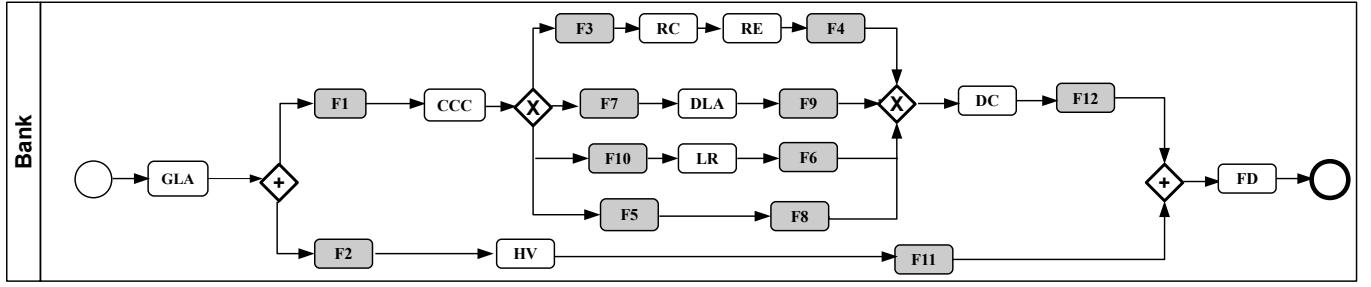 Bank
GLA
+
F1
CCC
X
F3
RC
RE
F4
F7
DLA
F9
F10
LR
F6
F5
F8
X
DC
F12
F2
HV
F11
+
FD